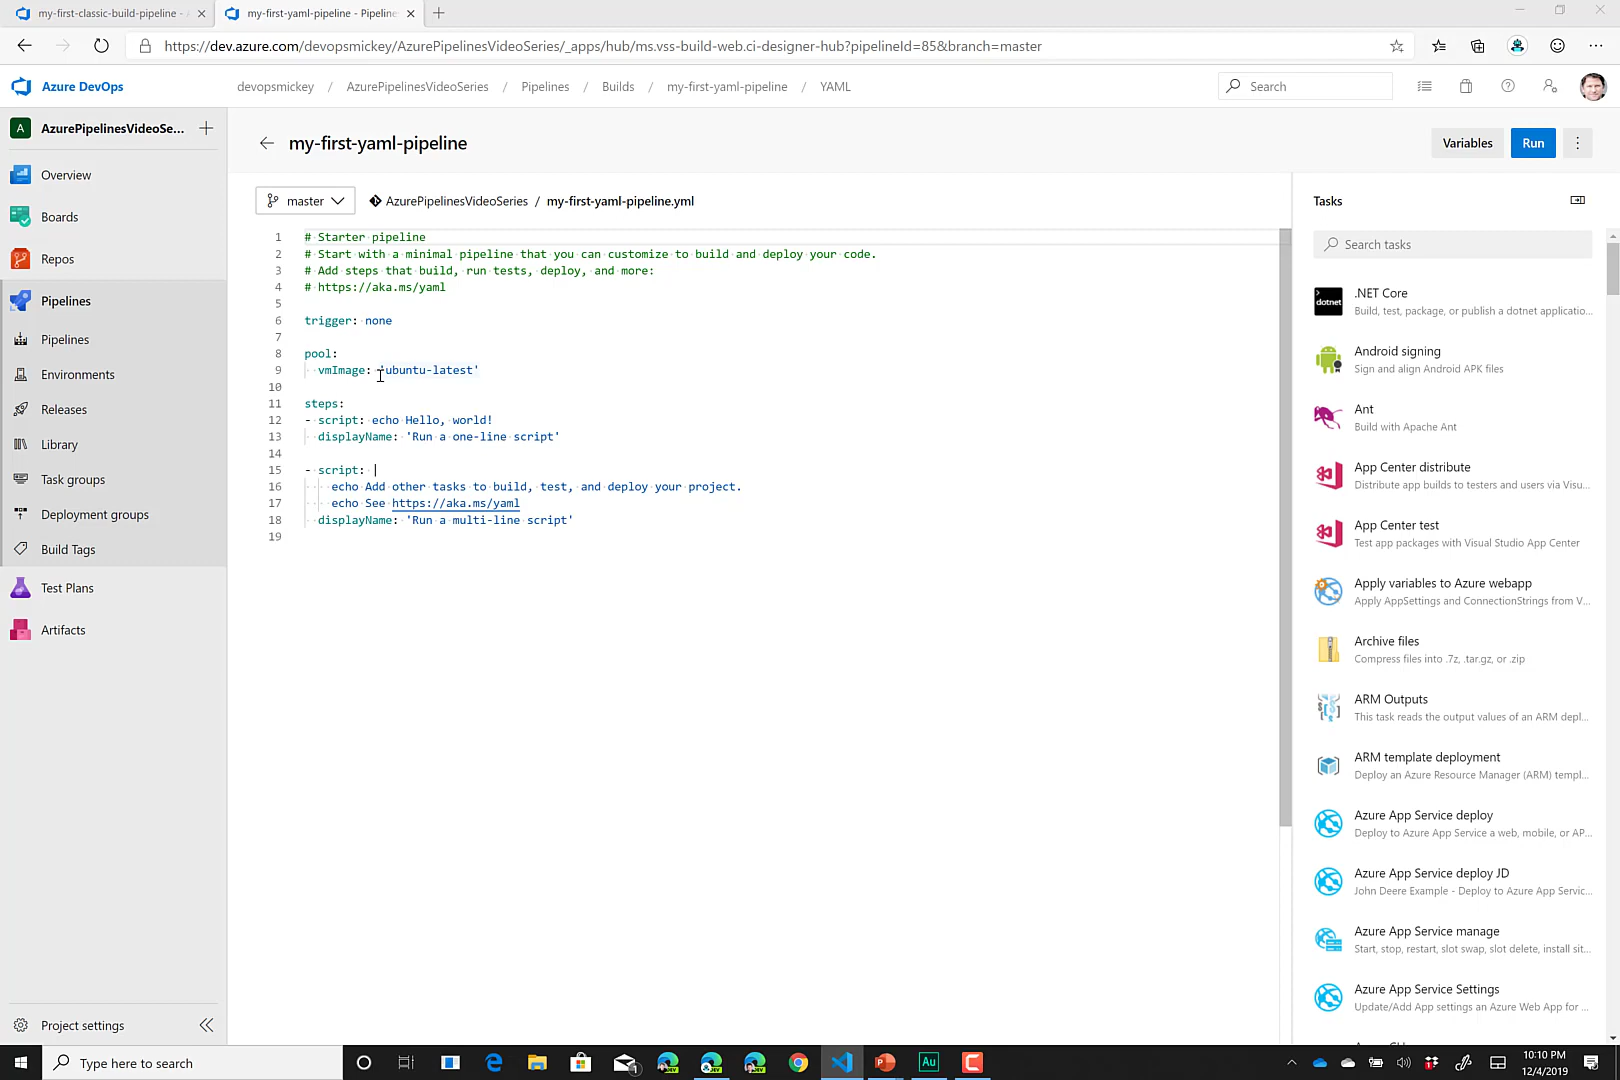 my-first-classic-build-pipeline - A
my-first-yaml-pipeline - Pipeline
https://dev.azure.com/devopsmickey/AzurePipelinesVideoSeries/_apps/hub/ms.vss-build-web.ci-designer-hub?pipelineId=85&branch=master
Azure DevOps
devopsmickey / AzurePipelinesVideoSeries / Pipelines / Builds / my-first-yaml-pipeline / YAML
Search
A AzurePipelinesVideoSe...
Overview
Boards
Repos
Pipelines
Pipelines
Environments
Releases
Library
Task groups
Deployment groups
Build Tags
Test Plans
Artifacts
Project settings
my-first-yaml-pipeline
Variables
Run
master
AzurePipelinesVideoSeries / my-first-yaml-pipeline.yml
1 # Starter pipeline
2 # Start with a minimal pipeline that you can customize to build and deploy your code.
3 # Add steps that build, run tests, deploy, and more:
4 # https://aka.ms/yaml
5
6 trigger: none
7
8 pool:
9 vmImage: 'ubuntu-latest'
10
11 steps:
12 - script: echo Hello, world!
13 displayName: 'Run a one-line script'
14
15 - script: |
16 echo Add other tasks to build, test, and deploy your project.
17 echo See https://aka.ms/yaml
18 displayName: 'Run a multi-line script'
19
Tasks
Search tasks
dotnet
.NET Core
Build, test, package, or publish a dotnet applicatio...
Android signing
Sign and align Android APK files
Ant
Build with Apache Ant
App Center distribute
Distribute app builds to testers and users via Visu...
App Center test
Test app packages with Visual Studio App Center
Apply variables to Azure webapp
Apply AppSettings and ConnectionStrings from V...
Archive files
Compress files into .7z, .tar.gz, or .zip
ARM Outputs
This task reads the output values of an ARM depl...
ARM template deployment
Deploy an Azure Resource Manager (ARM) templ...
Azure App Service deploy
Deploy to Azure App Service a web, mobile, or AP...
Azure App Service deploy JD
John Deere Example - Deploy to Azure App Servic...
Azure App Service manage
Start, stop, restart, slot swap, slot delete, install sit...
Azure App Service Settings
Update/Add App settings an Azure Web App for ...
Type here to search
1
DEV
DEV
DEV
Au
10:10 PM
12/4/2019